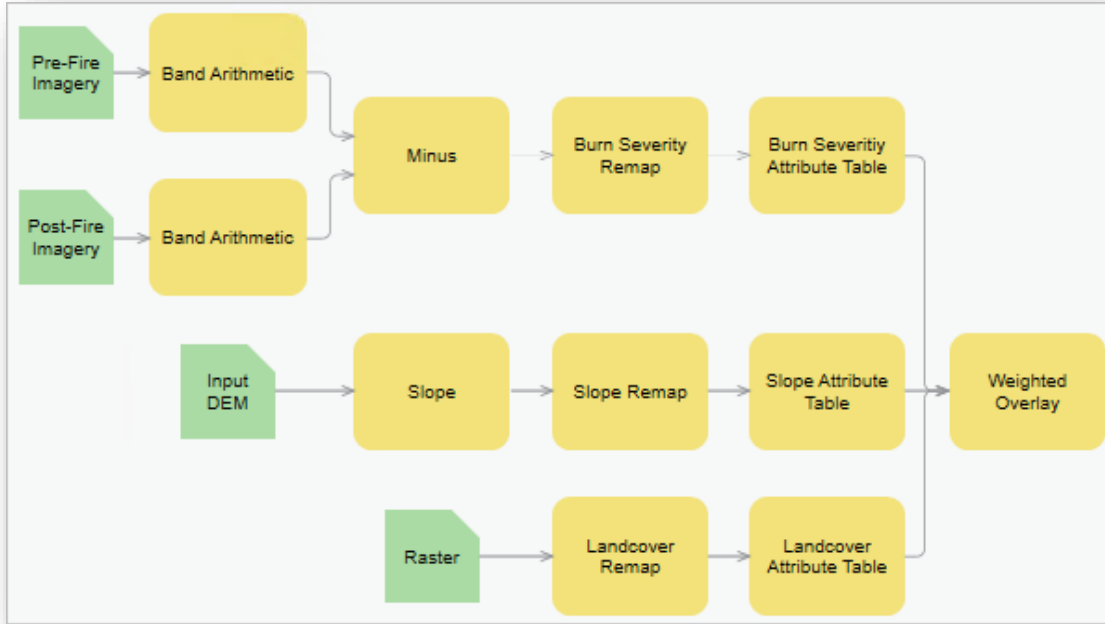 Pre-Fire
Imagery
Band Arithmetic
Minus
Burn Severity
Remap
Burn Severitiy
Attribute Table
Post-Fire
Imagery
Band Arithmetic
Input
DEM
Slope
Slope Remap
Slope Attribute
Table
Weighted
Overlay
Raster
Landcover
Remap
Landcover
Attribute Table